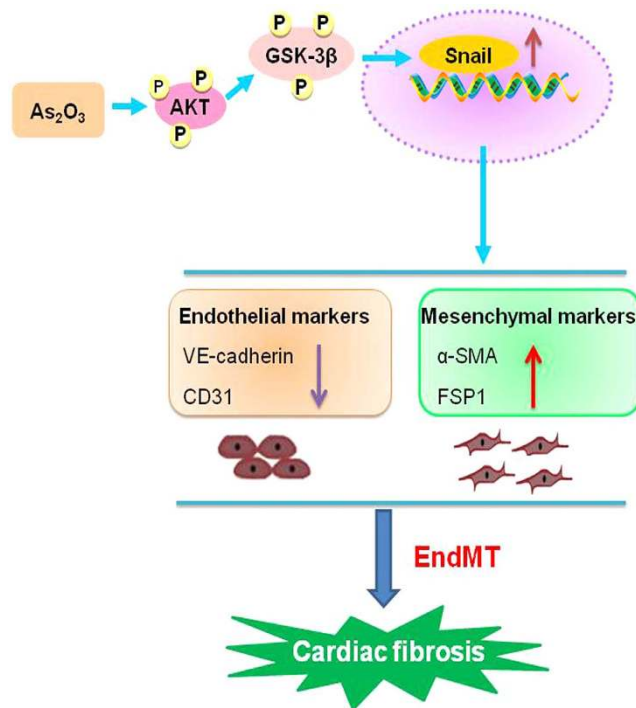 P
P
GSK-3β
P
Snail
P
P
AKT
P
As₂O₃
Endothelial markers
VE-cadherin
CD31
Mesenchymal markers
α-SMA
FSP1
EndMT
Cardiac fibrosis